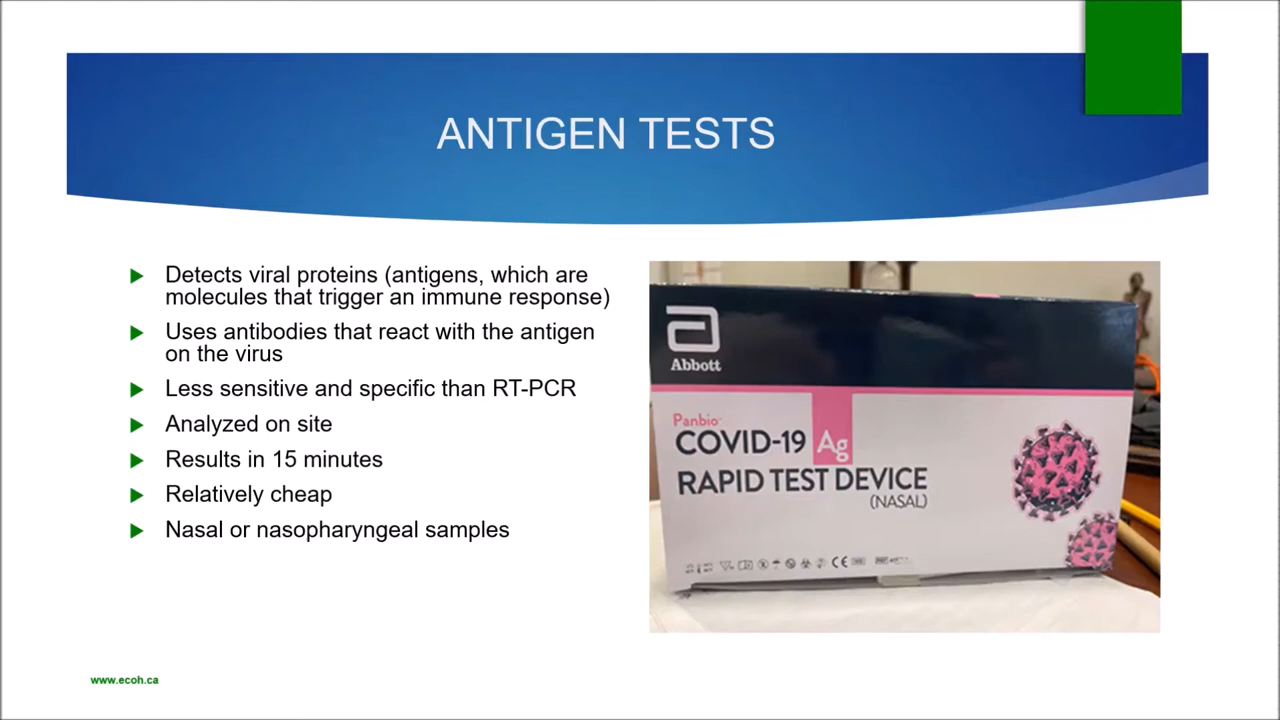 ANTIGEN TESTS
Detects viral proteins (antigens, which are
molecules that trigger an immune response)
Uses antibodies that react with the antigen
on the virus
Less sensitive and specific than RT-PCR
Analyzed on site
Results in 15 minutes
Relatively cheap
Nasal or nasopharyngeal samples
Abbott
Panbio™
COVID-19 Ag
RAPID TEST DEVICE
(NASAL)
CE
www.ecoh.ca